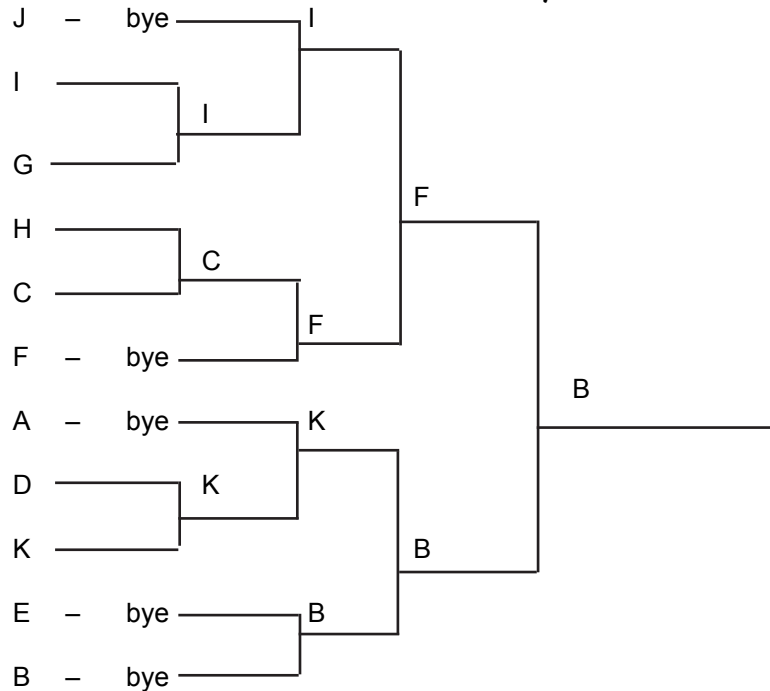 J – bye I
I
I
G
F
H
C
C
F
F – bye
B
A – bye K
D K
K
B
E – bye B
B – bye